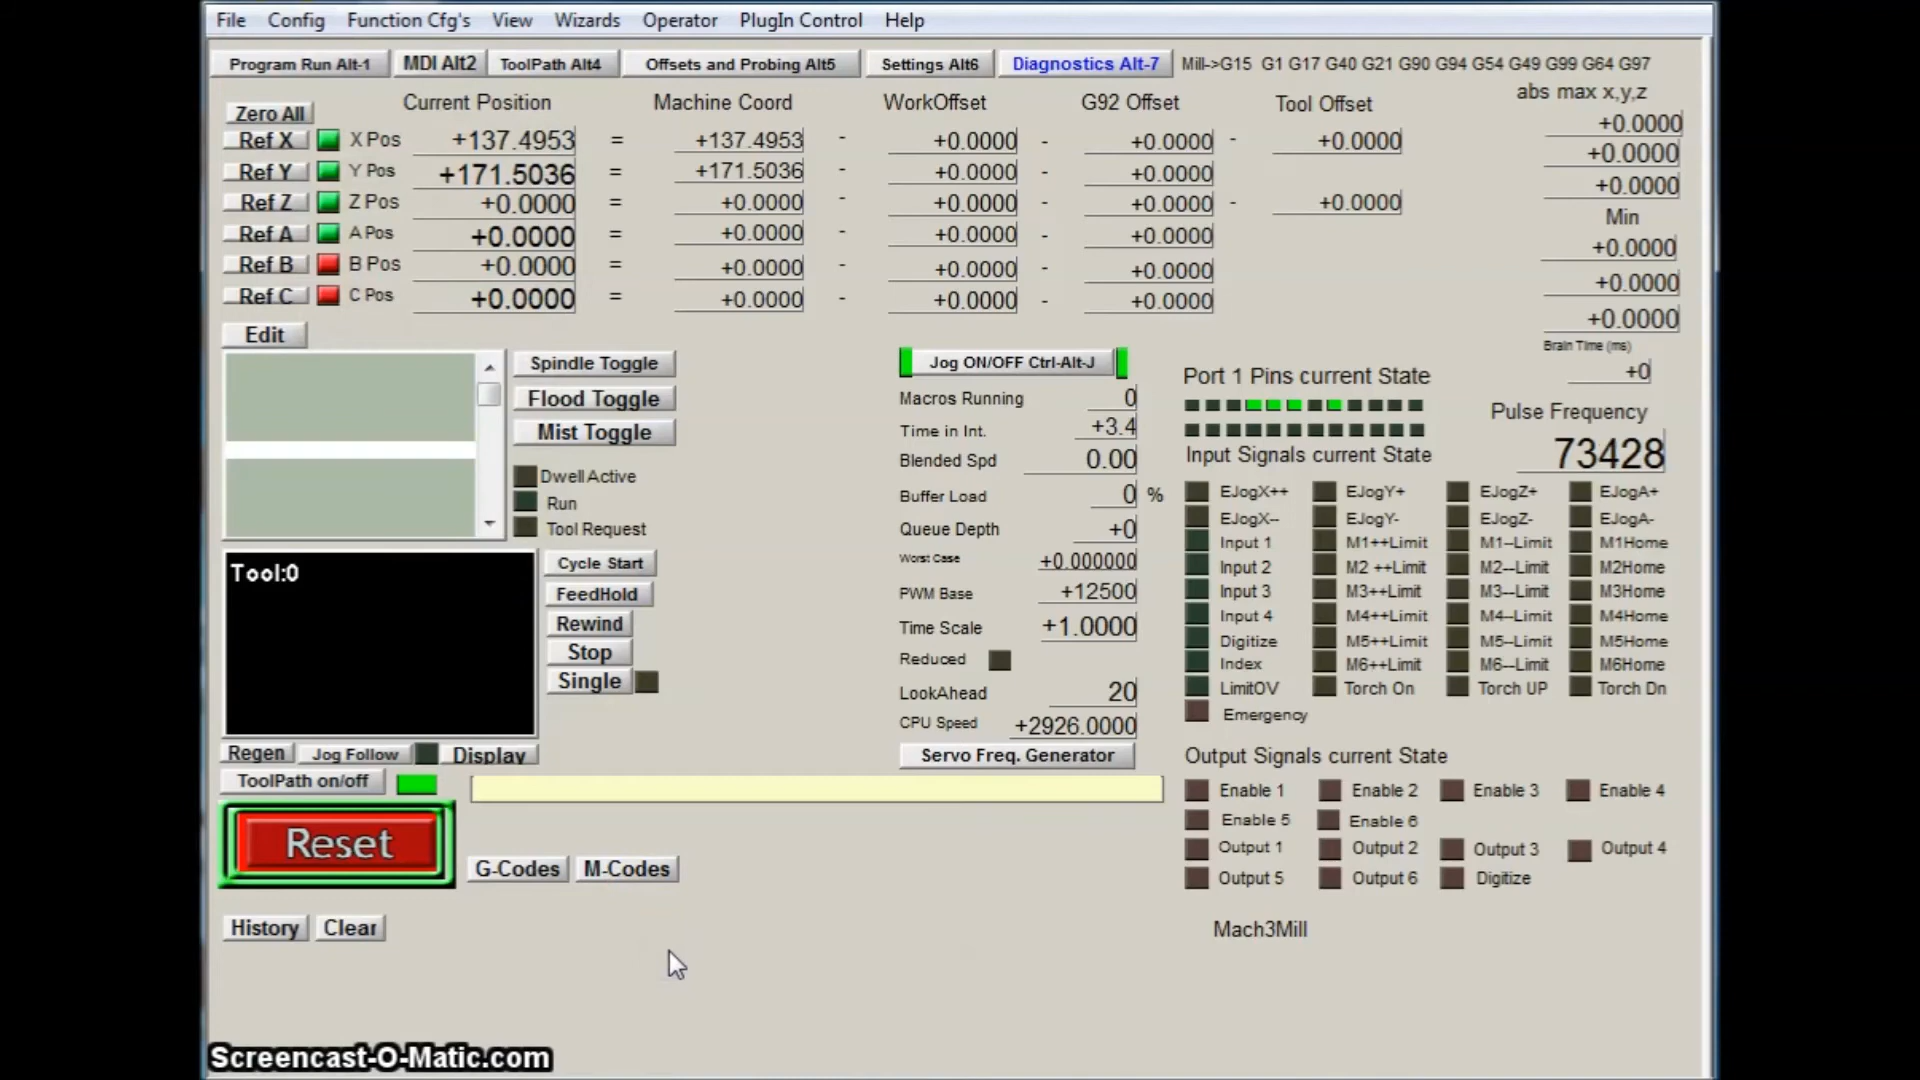 File Config Function Cfg's View Wizards Operator PlugIn Control Help
Program Run Alt-1 MDI Alt2 ToolPath Alt4 Offsets and Probing Alt5 Settings Alt6 Diagnostics Alt-7 Mill->G15 G1 G17 G40 G21 G90 G94 G54 G49 G99 G64 G97
Current Position Machine Coord WorkOffset G92 Offset Tool Offset abs max x,y,z
Zero All
Ref X X Pos +137.4953 = +137.4953 - +0.0000 - +0.0000 - +0.0000 +0.0000
Ref Y Y Pos +171.5036 = +171.5036 - +0.0000 - +0.0000 +0.0000
Ref Z Z Pos +0.0000 = +0.0000 - +0.0000 - +0.0000 - +0.0000 +0.0000
Min
Ref A A Pos +0.0000 = +0.0000 - +0.0000 - +0.0000 +0.0000
Ref B B Pos +0.0000 = +0.0000 - +0.0000 - +0.0000 +0.0000
Ref C C Pos +0.0000 = +0.0000 - +0.0000 - +0.0000 +0.0000
Edit
Brain Time (ms)
+0
Spindle Toggle
Flood Toggle
Mist Toggle
Dwell Active
Run
Tool Request
Tool:0
Cycle Start
FeedHold
Rewind
Stop
Single
Regen Jog Follow Display
ToolPath on/off
Reset
G-Codes M-Codes
History Clear
Jog ON/OFF Ctrl-Alt-J
Macros Running 0
Time in Int. +3.4
Blended Spd 0.00
Buffer Load 0 %
Queue Depth +0
Worst Case +0.000000
PWM Base +12500
Time Scale +1.0000
Reduced
LookAhead 20
CPU Speed +2926.0000
Servo Freq. Generator
Port 1 Pins current State
Pulse Frequency
73428
Input Signals current State
EJogX++ EJogY+ EJogZ+ EJogA+
EJogX-- EJogY- EJogZ- EJogA-
Input 1 M1++Limit M1--Limit M1Home
Input 2 M2 ++Limit M2--Limit M2Home
Input 3 M3++Limit M3--Limit M3Home
Input 4 M4++Limit M4--Limit M4Home
Digitize M5++Limit M5--Limit M5Home
Index M6++Limit M6--Limit M6Home
LimitOV Torch On Torch UP Torch Dn
Emergency
Output Signals current State
Enable 1 Enable 2 Enable 3 Enable 4
Enable 5 Enable 6
Output 1 Output 2 Output 3 Output 4
Output 5 Output 6 Digitize
Mach3Mill
Screencast-O-Matic.com